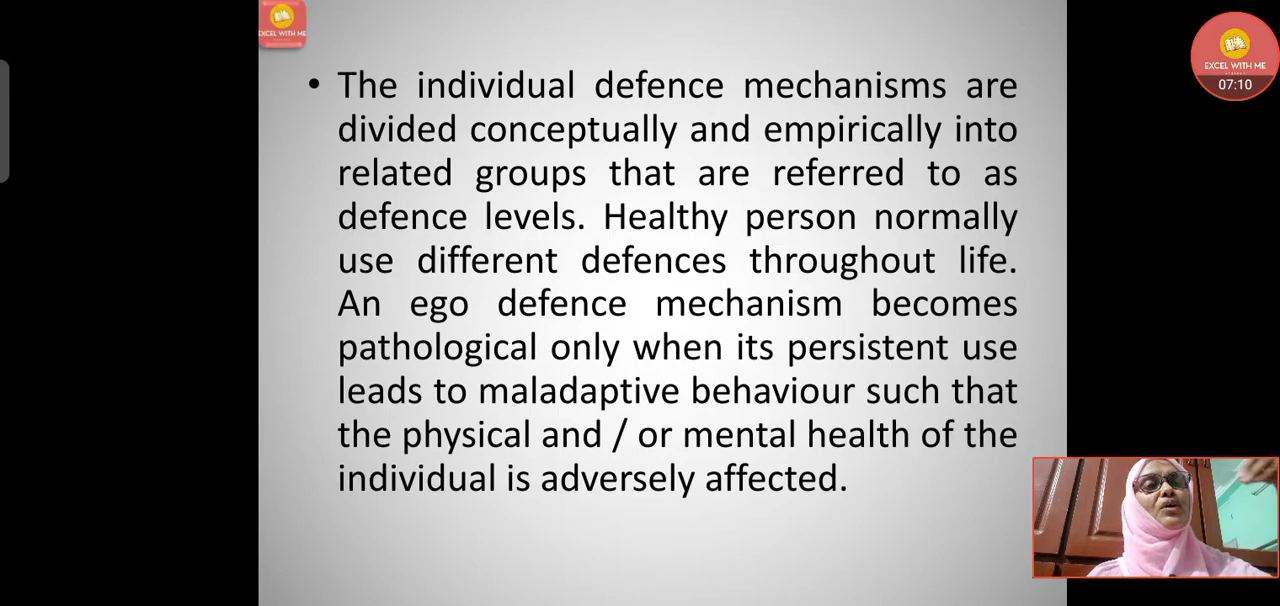 EXCEL WITH ME
• The individual defence mechanisms are
divided conceptually and empirically into
related groups that are referred to as
defence levels. Healthy person normally
use different defences throughout life.
An ego defence mechanism becomes
pathological only when its persistent use
leads to maladaptive behaviour such that
the physical and / or mental health of the
individual is adversely affected.
EXCEL WITH ME
07:10